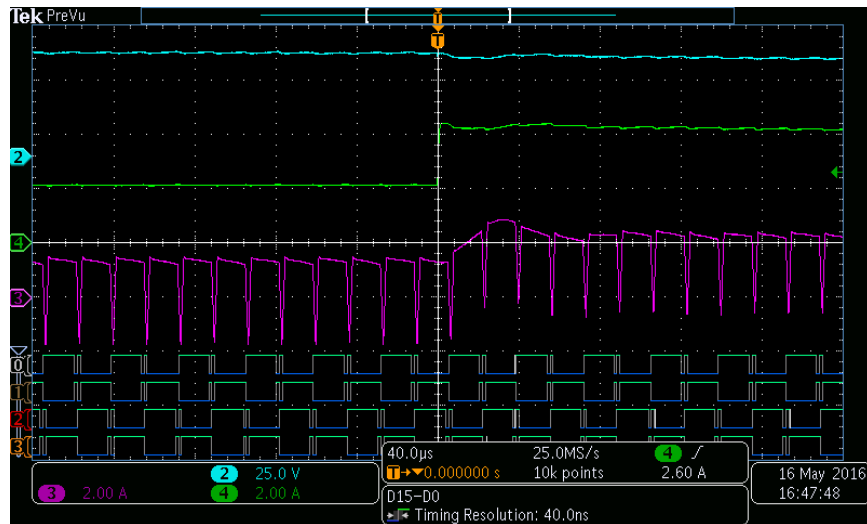 Tek PreVu
T
T
2
4
3
0
1
2
3
40.0µs
25.0MS/s
4
T→▼0.000000 s
10k points
2.60 A
2 25.0 V
3 2.00 A
4 2.00 A
D15-D0
Timing Resolution: 40.0ns
16 May 2016
16:47:48